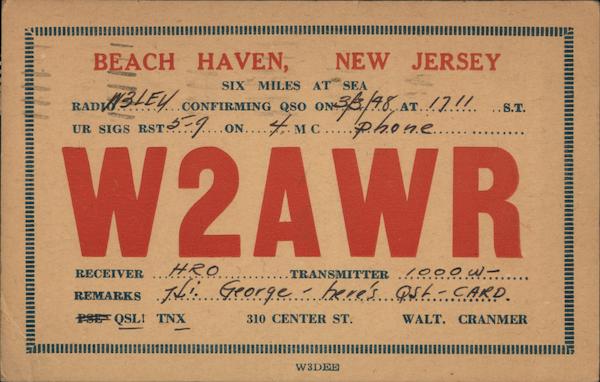 BEACH HAVEN, NEW JERSEY
SIX MILES AT SEA
RADIO W3LEY CONFIRMING QSO ON 3/3/48 AT 1711 S.T.
UR SIGS RST 5-9 ON 4 MC phone
W2AWR
RECEIVER HRO TRANSMITTER 1000W-
REMARKS Hi George - here's QSL-CARD.
PSE QSL! TNX 310 CENTER ST. WALT. CRANMER
W3DEE